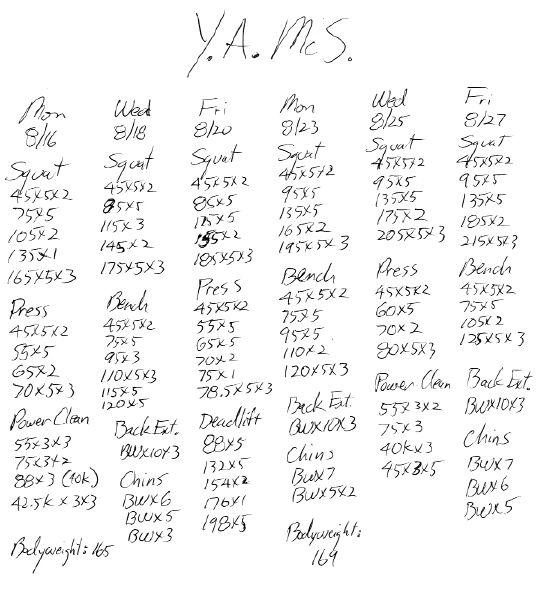 Y.A. McS.
Mon
8/16
Squat
45x5x2
75x5
105x2
135x1
165x5x3
Press
45x5x2
55x5
65x2
70x5x3
Power Clean
55x3x3
75x3x2
88x3 (40k)
42.5k x 3x3
Bodyweight: 165
Wed
8/18
Squat
45x5x2
85x5
115x3
145x2
175x5x3
Bench
45x5x2
75x5
95x3
110x5x3
115x5
120x5
Back Ext.
BWx10x3
Chins
BWx6
BWx5
BWx3
Fri
8/20
Squat
45x5x2
85x5
155x2
185x5x3
Press
45x5x2
55x5
65x5
70x2
75x1
78.5x5x3
Deadlift
88x5
132x5
154x2
176x1
198x5
Mon
8/23
Squat
45x5x2
95x5
135x5
165x2
195x5x3
Bench
45x5x2
75x5
95x5
110x2
120x5x3
Back Ext.
BWx10x3
Chins
BWx7
BWx5x2
Bodyweight:
169
Wed
8/25
Squat
45x5x2
95x5
135x5
175x2
205x5x3
Press
45x5x2
60x5
70x2
80x5x3
Power Clean
55x3x2
75x3
40kx3
45x3x5
Fri
8/27
Squat
45x5x2
95x5
135x5
185x2
215x5x3
Bench
45x5x2
75x5
105x2
125x5x3
Back Ext.
BWx10x3
Chins
BWx7
BWx6
BWx5